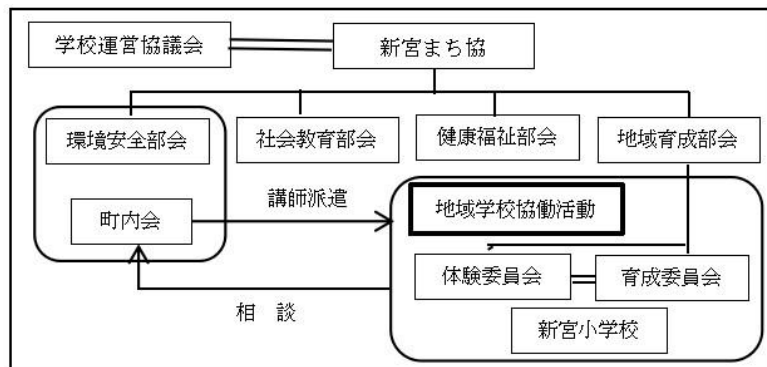 学校運営協議会
新宮まち協
環境安全部会
社会教育部会
健康福祉部会
地域育成部会
講師派遣
町内会
地域学校協働活動
体験委員会
育成委員会
相 談
新宮小学校